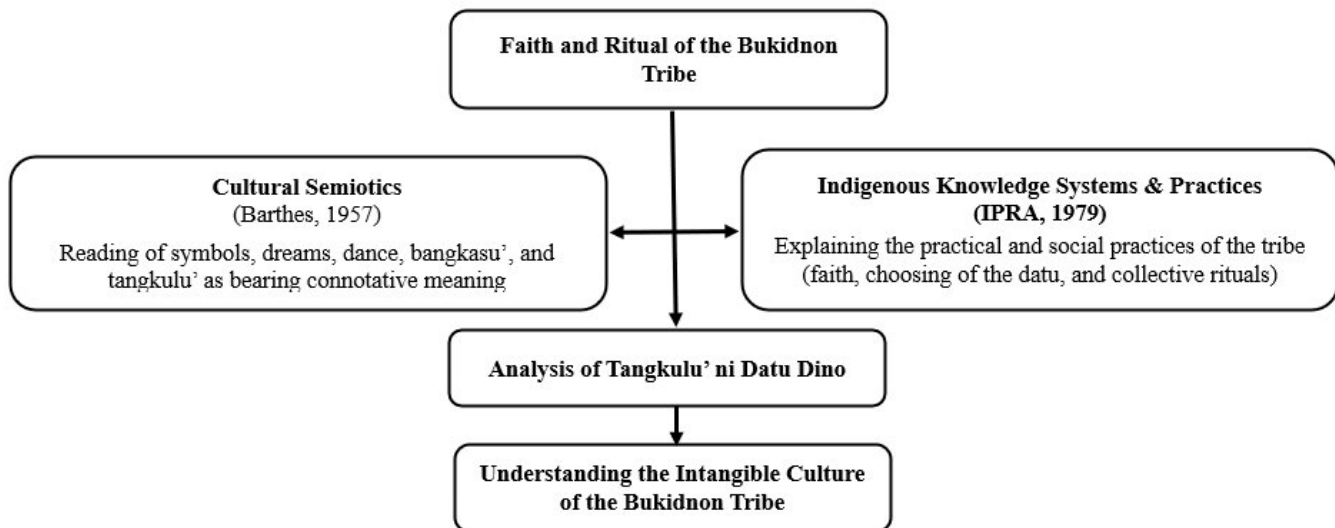 Faith and Ritual of the Bukidnon
Tribe
Cultural Semiotics
(Barthes, 1957)
Reading of symbols, dreams, dance, bangkasu’, and
tangkulu’ as bearing connotative meaning
Indigenous Knowledge Systems & Practices
(IPRA, 1979)
Explaining the practical and social practices of the tribe
(faith, choosing of the datu, and collective rituals)
Analysis of Tangkulu’ ni Datu Dino
Understanding the Intangible Culture
of the Bukidnon Tribe